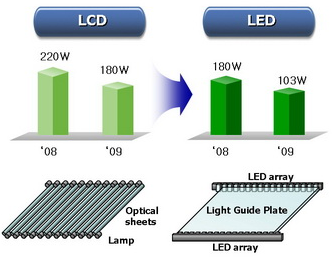 LCD
LED
220W
180W
'08
'09
180W
103W
'08
'09
Optical
sheets
Lamp
LED array
Light Guide Plate
LED array